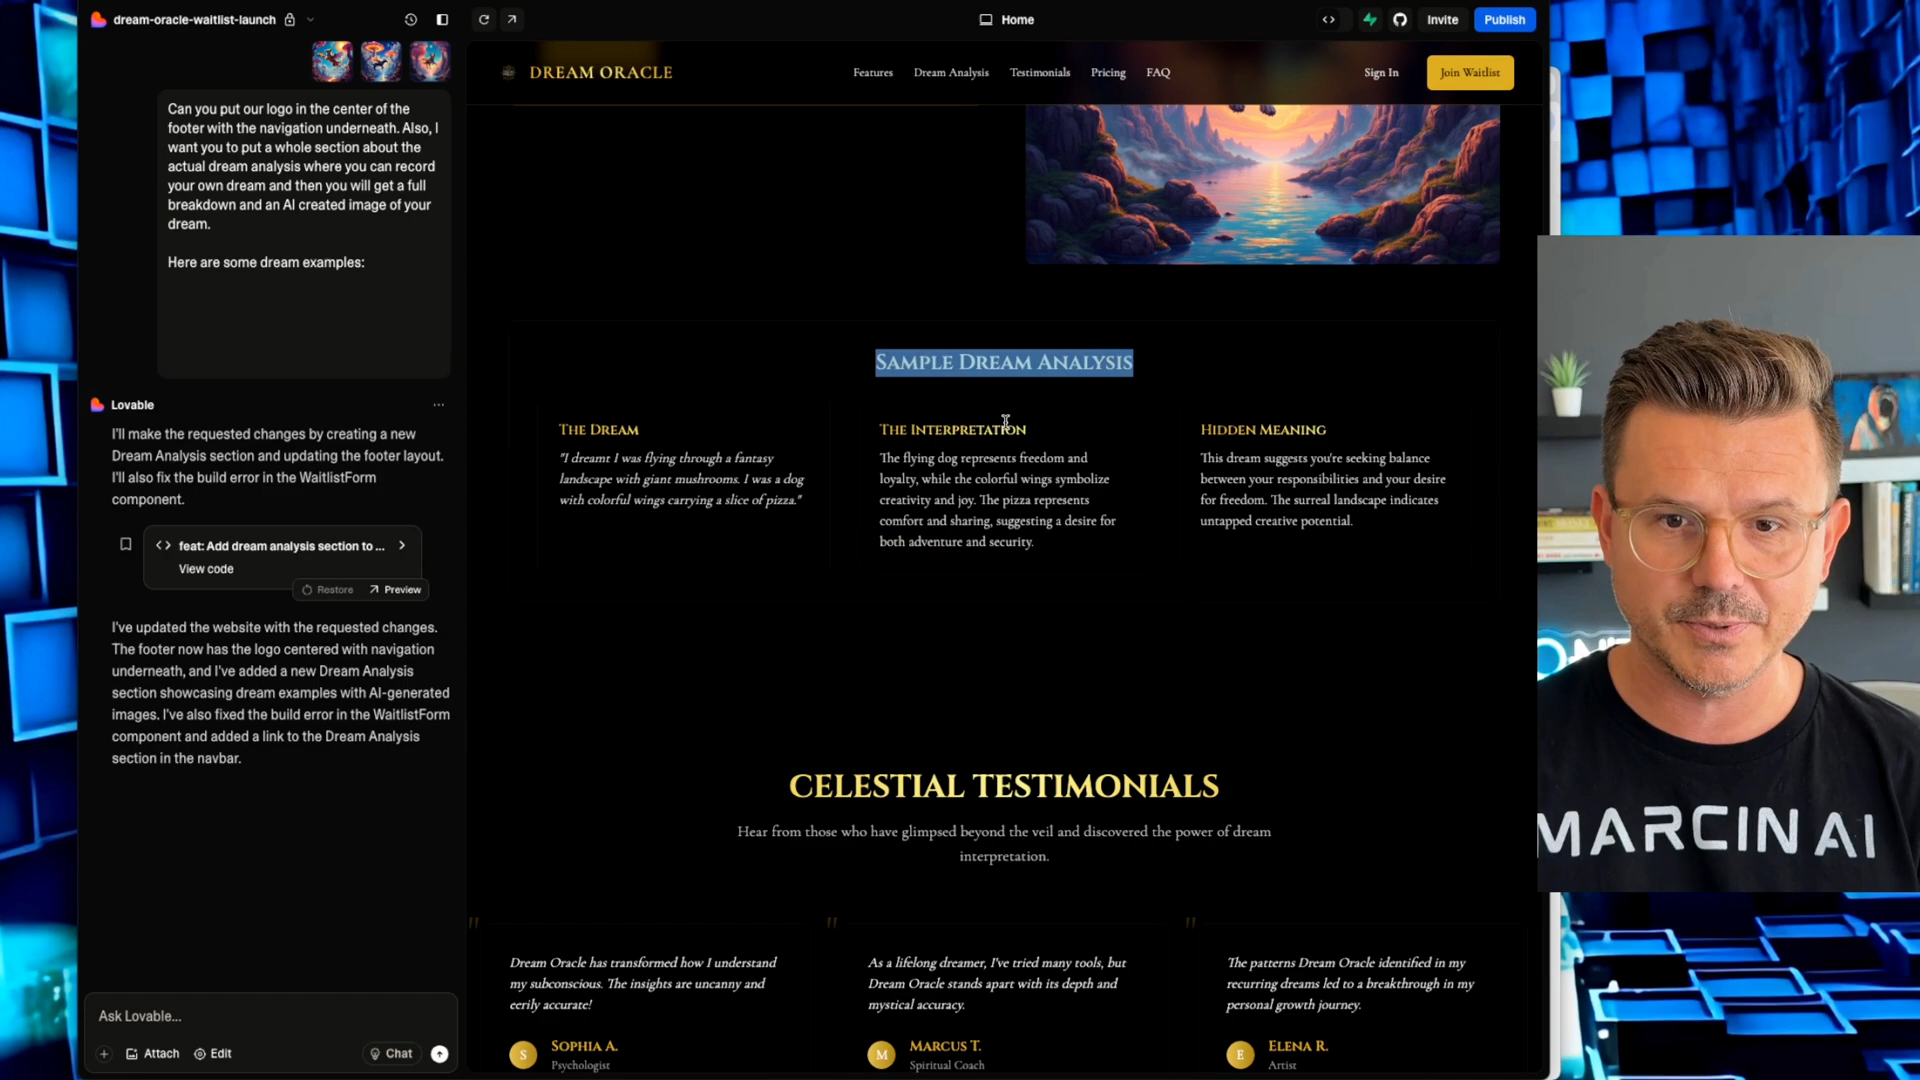 dream-oracle-waitlist-launch
Home
Invite
Publish
Can you put our logo in the center of the
footer with the navigation underneath. Also, I
want you to put a whole section about the
actual dream analysis where you can record
your own dream and then you will get a full
breakdown and an AI created image of your
dream.
Here are some dream examples:
Lovable
I'll make the requested changes by creating a new
Dream Analysis section and updating the footer layout.
I'll also fix the build error in the WaitlistForm
component.
feat: Add dream analysis section to ...
View code
Restore
Preview
I've updated the website with the requested changes.
The footer now has the logo centered with navigation
underneath, and I've added a new Dream Analysis
section showcasing dream examples with AI-generated
images. I've also fixed the build error in the WaitlistForm
component and added a link to the Dream Analysis
section in the navbar.
Ask Lovable...
Attach
Edit
Chat
DREAM ORACLE
Features
Dream Analysis
Testimonials
Pricing
FAQ
Sign In
Join Waitlist
SAMPLE DREAM ANALYSIS
THE DREAM
"I dreamt I was flying through a fantasy
landscape with giant mushrooms. I was a dog
with colorful wings carrying a slice of pizza."
THE INTERPRETATION
The flying dog represents freedom and
loyalty, while the colorful wings symbolize
creativity and joy. The pizza represents
comfort and sharing, suggesting a desire for
both adventure and security.
HIDDEN MEANING
This dream suggests you're seeking balance
between your responsibilities and your desire
for freedom. The surreal landscape indicates
untapped creative potential.
CELESTIAL TESTIMONIALS
Hear from those who have glimpsed beyond the veil and discovered the power of dream
interpretation.
"
Dream Oracle has transformed how I understand
my subconscious. The insights are uncanny and
eerily accurate!
S
SOPHIA A.
Psychologist
"
As a lifelong dreamer, I've tried many tools, but
Dream Oracle stands apart with its depth and
mystical accuracy.
M
MARCUS T.
Spiritual Coach
"
The patterns Dream Oracle identified in my
recurring dreams led to a breakthrough in my
personal growth journey.
E
ELENA R.
Artist
MARCIN AI